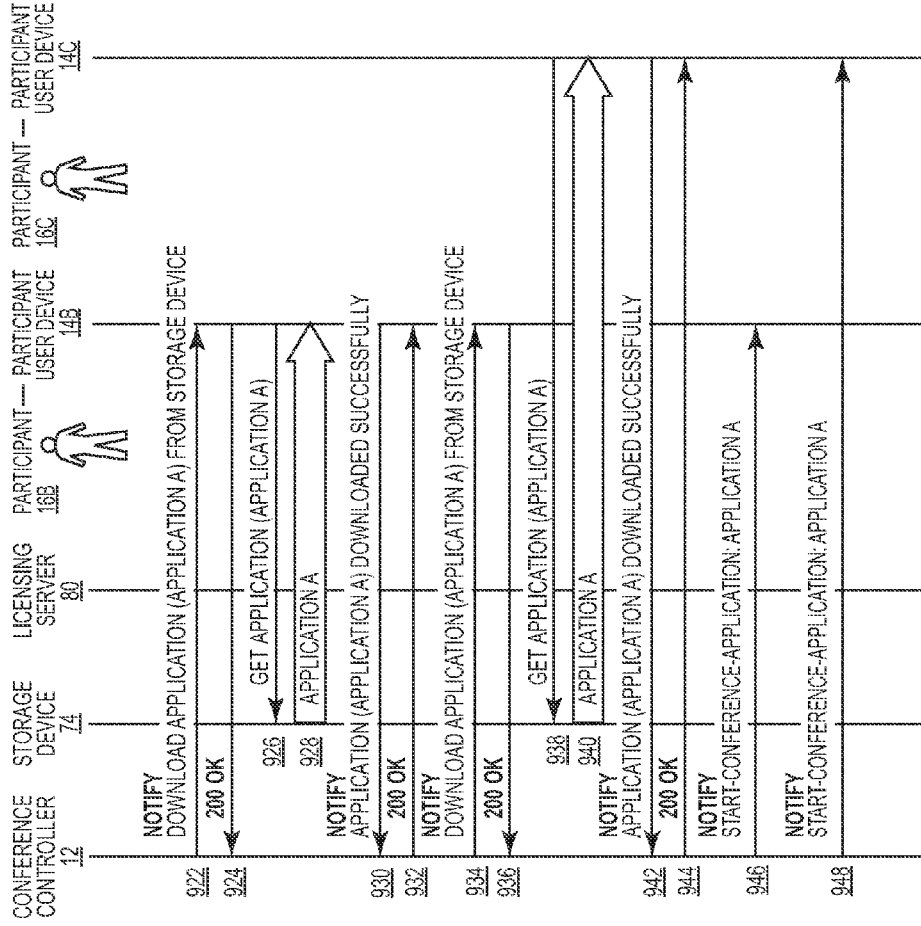 CONFERENCE
CONTROLLER
12
STORAGE
DEVICE
74
LICENSING
SERVER
80
PARTICIPANT — PARTICIPANT
USER DEVICE
16B
14B
PARTICIPANT — PARTICIPANT
USER DEVICE
16C
14C
NOTIFY
DOWNLOAD APPLICATION (APPLICATION A) FROM STORAGE DEVICE
922
200 OK
924
GET APPLICATION (APPLICATION A)
926
APPLICATION A
928
NOTIFY
APPLICATION (APPLICATION A) DOWNLOADED SUCCESSFULLY
930
200 OK
932
NOTIFY
DOWNLOAD APPLICATION (APPLICATION A) FROM STORAGE DEVICE
934
200 OK
936
GET APPLICATION (APPLICATION A)
938
APPLICATION A
940
NOTIFY
APPLICATION (APPLICATION A) DOWNLOADED SUCCESSFULLY
942
200 OK
944
NOTIFY
START-CONFERENCE-APPLICATION: APPLICATION A
946
NOTIFY
START-CONFERENCE-APPLICATION: APPLICATION A
948